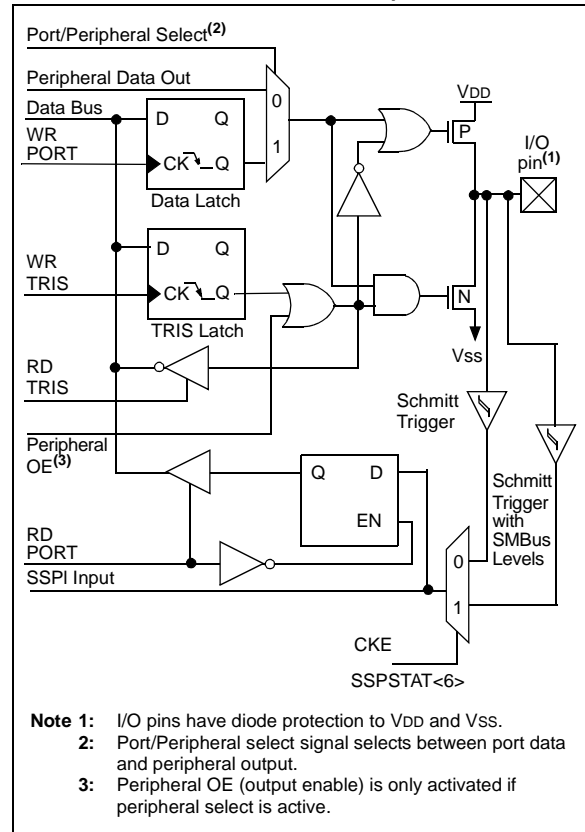 Port/Peripheral Select(2)
Peripheral Data Out
Data Bus
WR
PORT
D Q
CK Q
Data Latch
0
1
VDD
P
I/O
pin(1)
D Q
CK Q
TRIS Latch
WR
TRIS
N
Vss
RD
TRIS
Schmitt
Trigger
Peripheral
OE(3)
Q D
EN
Schmitt
Trigger
with
SMBus
Levels
RD
PORT
SSPl Input
0
1
CKE
SSPSTAT<6>
Note 1: I/O pins have diode protection to VDD and VSS.
2: Port/Peripheral select signal selects between port data
and peripheral output.
3: Peripheral OE (output enable) is only activated if
peripheral select is active.